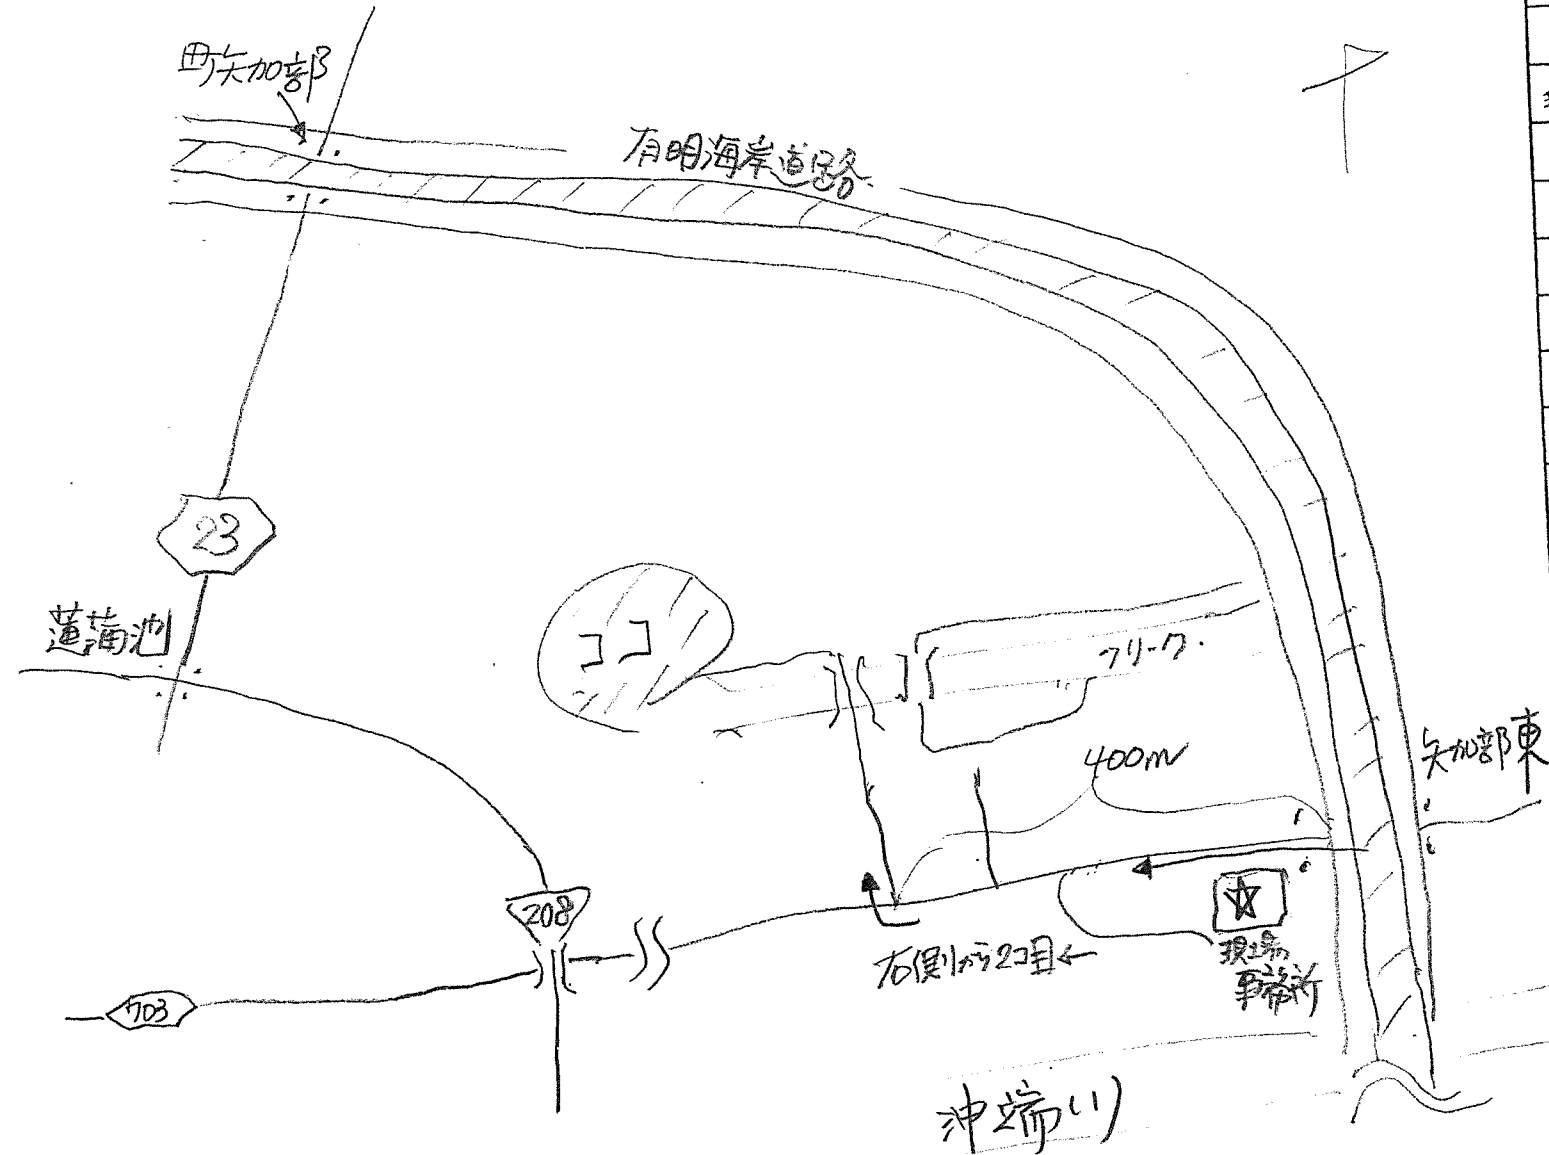 町矢加部
有明海岸道路
23
蓮蒲池
ココ
クリーク
400m
矢加部東
208
右側から2コ目←
現場
事務所
703
沖端川